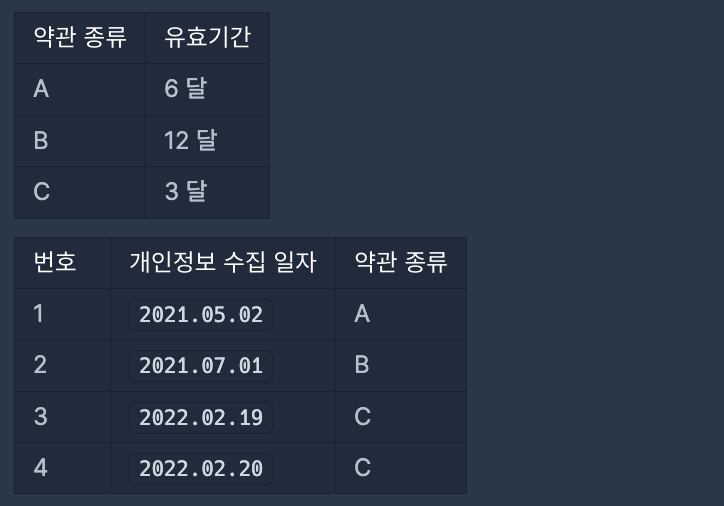 약관 종류 유효기간
A 6 달
B 12 달
C 3 달
번호 개인정보 수집 일자 약관 종류
1 2021.05.02 A
2 2021.07.01 B
3 2022.02.19 C
4 2022.02.20 C